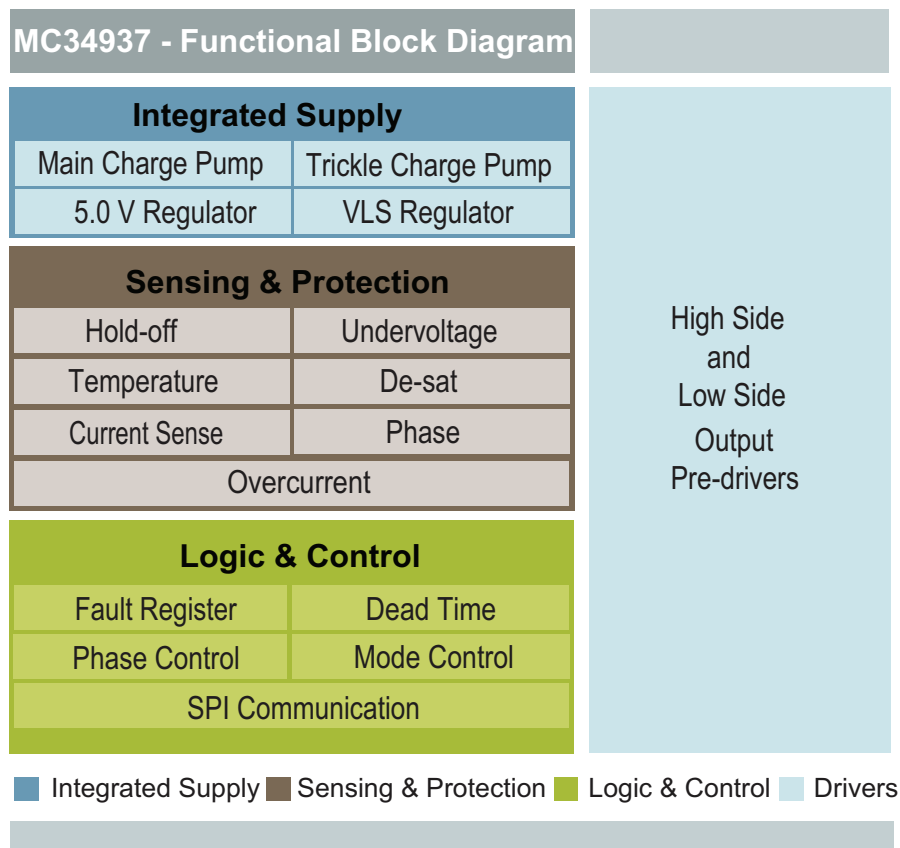 MC34937 - Functional Block Diagram
Integrated Supply
Main Charge Pump
Trickle Charge Pump
5.0 V Regulator
VLS Regulator
Sensing & Protection
Hold-off
Undervoltage
Temperature
De-sat
Current Sense
Phase
Overcurrent
Logic & Control
Fault Register
Dead Time
Phase Control
Mode Control
SPI Communication
High Side
and
Low Side
Output
Pre-drivers
Integrated Supply
Sensing & Protection
Logic & Control
Drivers